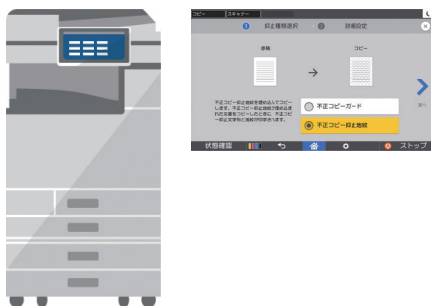 コピー
スキャナー
1 抑止種類選択 2 詳細設定
原稿 コピー
不正コピー抑止地紋を埋め込んでコピー
します。不正コピー抑止地紋が埋め込ま
れた文書をコピーしたときに、不正コピ
ー抑止文字列と地紋が印字されます。
不正コピーガード
不正コピー抑止地紋
次へ
状態確認 ストップ